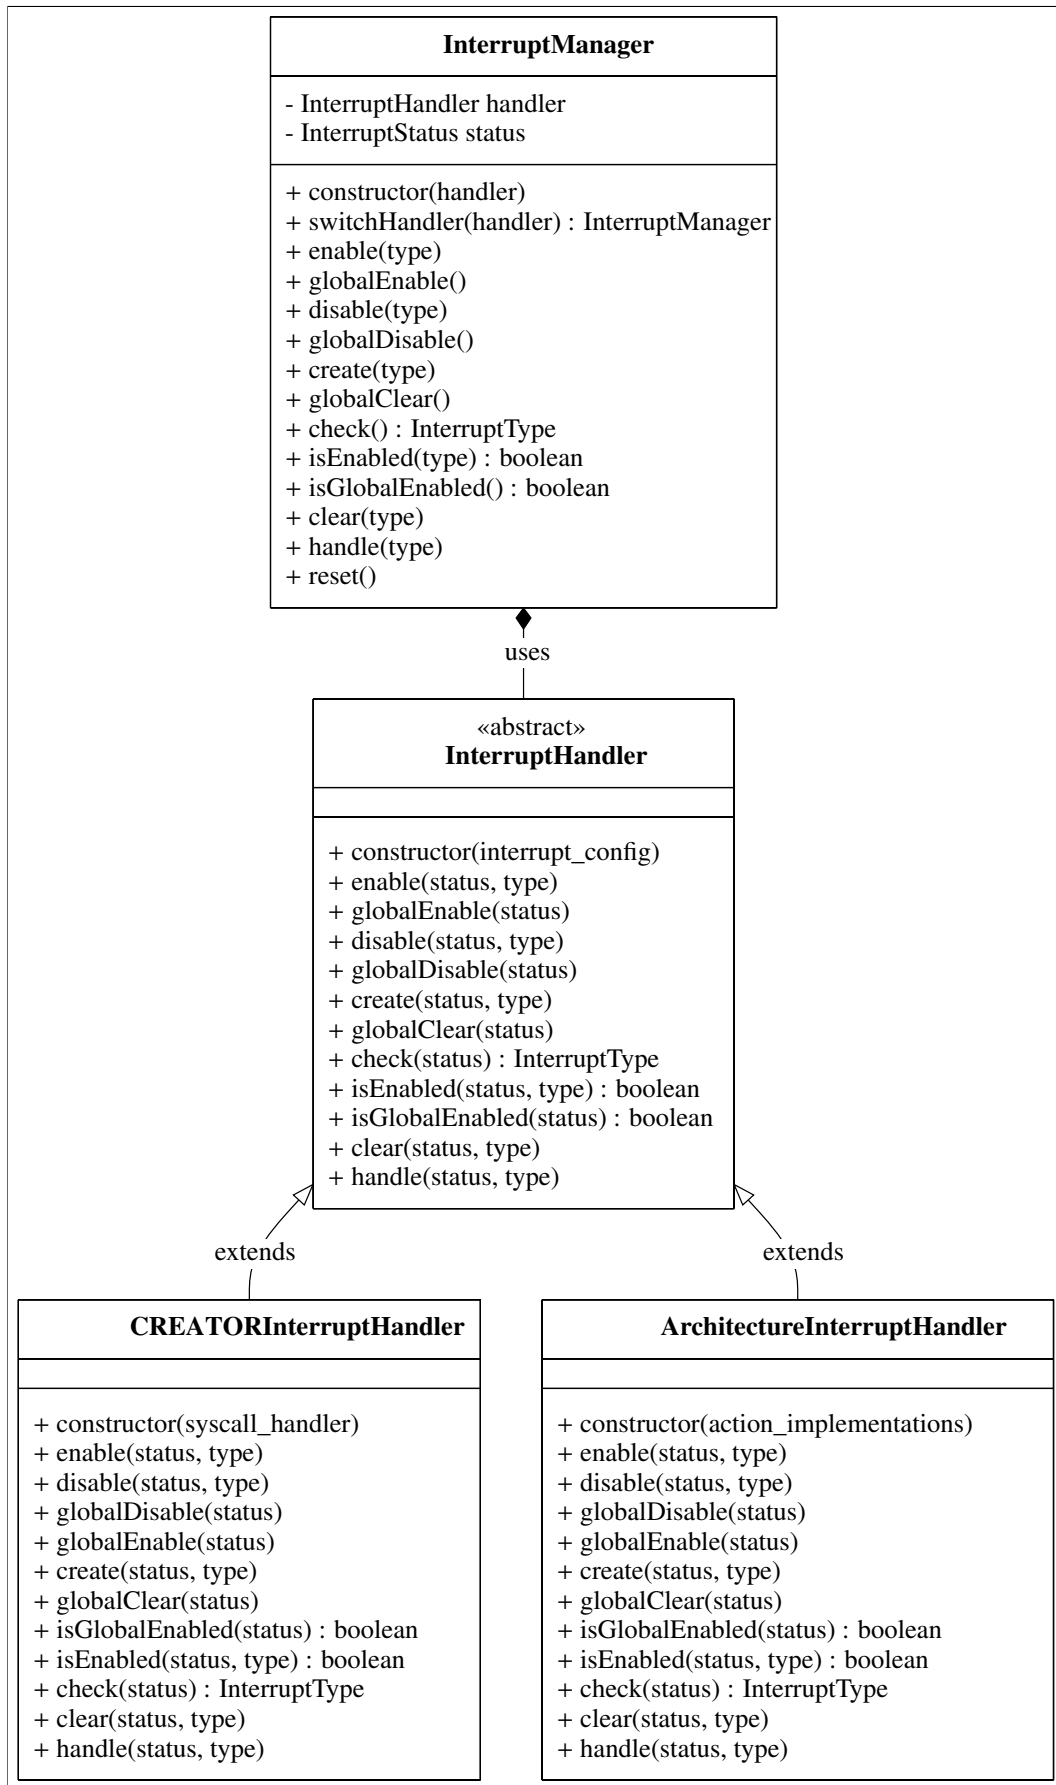 InterruptManager
- InterruptHandler handler
- InterruptStatus status
+ constructor(handler)
+ switchHandler(handler) : InterruptManager
+ enable(type)
+ globalEnable()
+ disable(type)
+ globalDisable()
+ create(type)
+ globalClear()
+ check() : InterruptType
+ isEnabled(type) : boolean
+ isGlobalEnabled() : boolean
+ clear(type)
+ handle(type)
+ reset()
uses
«abstract»
InterruptHandler
+ constructor(interrupt_config)
+ enable(status, type)
+ globalEnable(status)
+ disable(status, type)
+ globalDisable(status)
+ create(status, type)
+ globalClear(status)
+ check(status) : InterruptType
+ isEnabled(status, type) : boolean
+ isGlobalEnabled(status) : boolean
+ clear(status, type)
+ handle(status, type)
extends
extends
CREATORInterruptHandler
+ constructor(syscall_handler)
+ enable(status, type)
+ disable(status, type)
+ globalDisable(status)
+ globalEnable(status)
+ create(status, type)
+ globalClear(status)
+ isGlobalEnabled(status) : boolean
+ isEnabled(status, type) : boolean
+ check(status) : InterruptType
+ clear(status, type)
+ handle(status, type)
ArchitectureInterruptHandler
+ constructor(action_implementations)
+ enable(status, type)
+ disable(status, type)
+ globalDisable(status)
+ globalEnable(status)
+ create(status, type)
+ globalClear(status)
+ isGlobalEnabled(status) : boolean
+ isEnabled(status, type) : boolean
+ check(status) : InterruptType
+ clear(status, type)
+ handle(status, type)